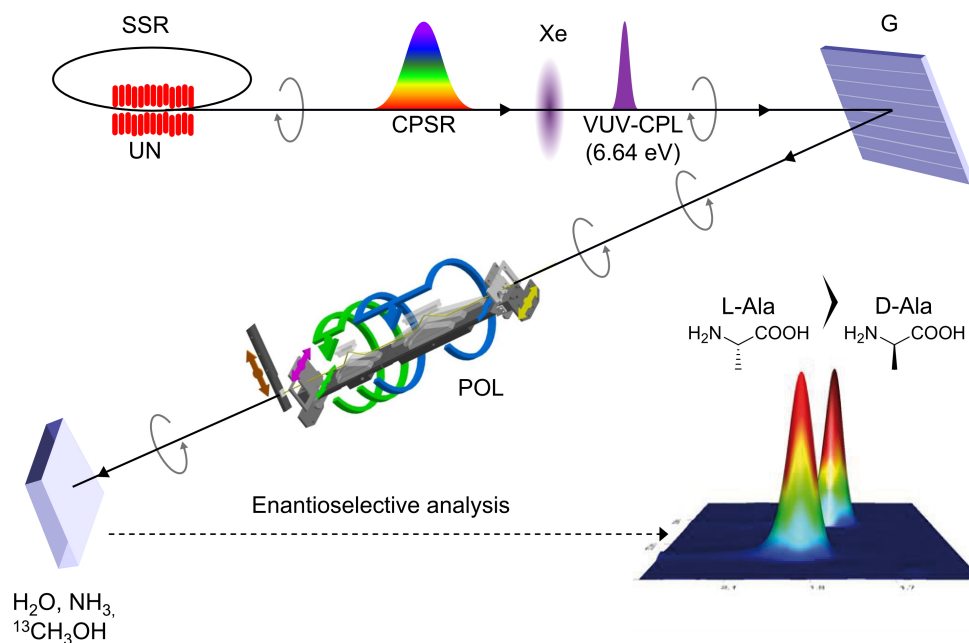 SSR
UN
CPSR
Xe
VUV-CPL
(6.64 eV)
G
POL
L-Ala
D-Ala
H₂N COOH
H₂N COOH
Enantioselective analysis
H₂O, NH₃,
¹³CH₃OH